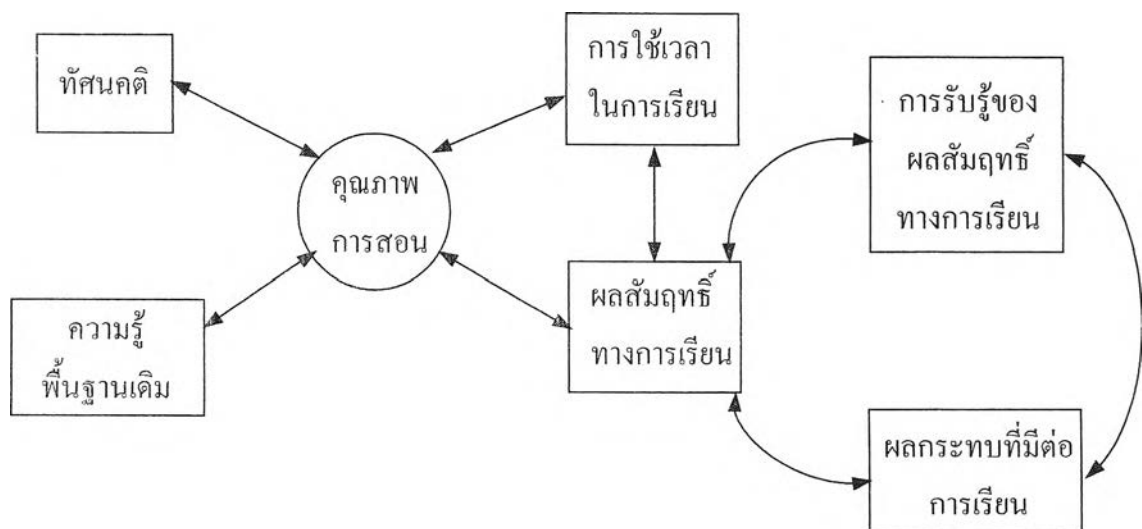 ทัศนคติ
การใช้เวลา
ในการเรียน
การรับรู้ของ
ผลสัมฤทธิ์
ทางการเรียน
คุณภาพ
การสอน
ความรู้
พื้นฐานเดิม
ผลสัมฤทธิ์
ทางการเรียน
ผลกระทบที่มีต่อ
การเรียน